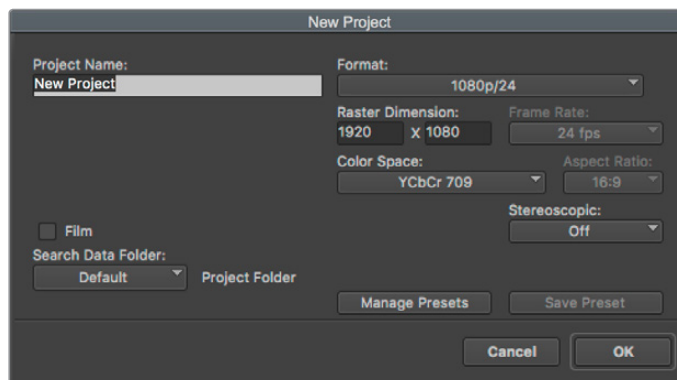 New Project
Project Name:
New Project
Format:
1080p/24
Raster Dimension:
Frame Rate:
1920 x 1080
24 fps
Color Space:
Aspect Ratio:
YCbCr 709
16:9
Stereoscopic:
Film
Off
Search Data Folder:
Default
Project Folder
Manage Presets
Save Preset
Cancel
OK